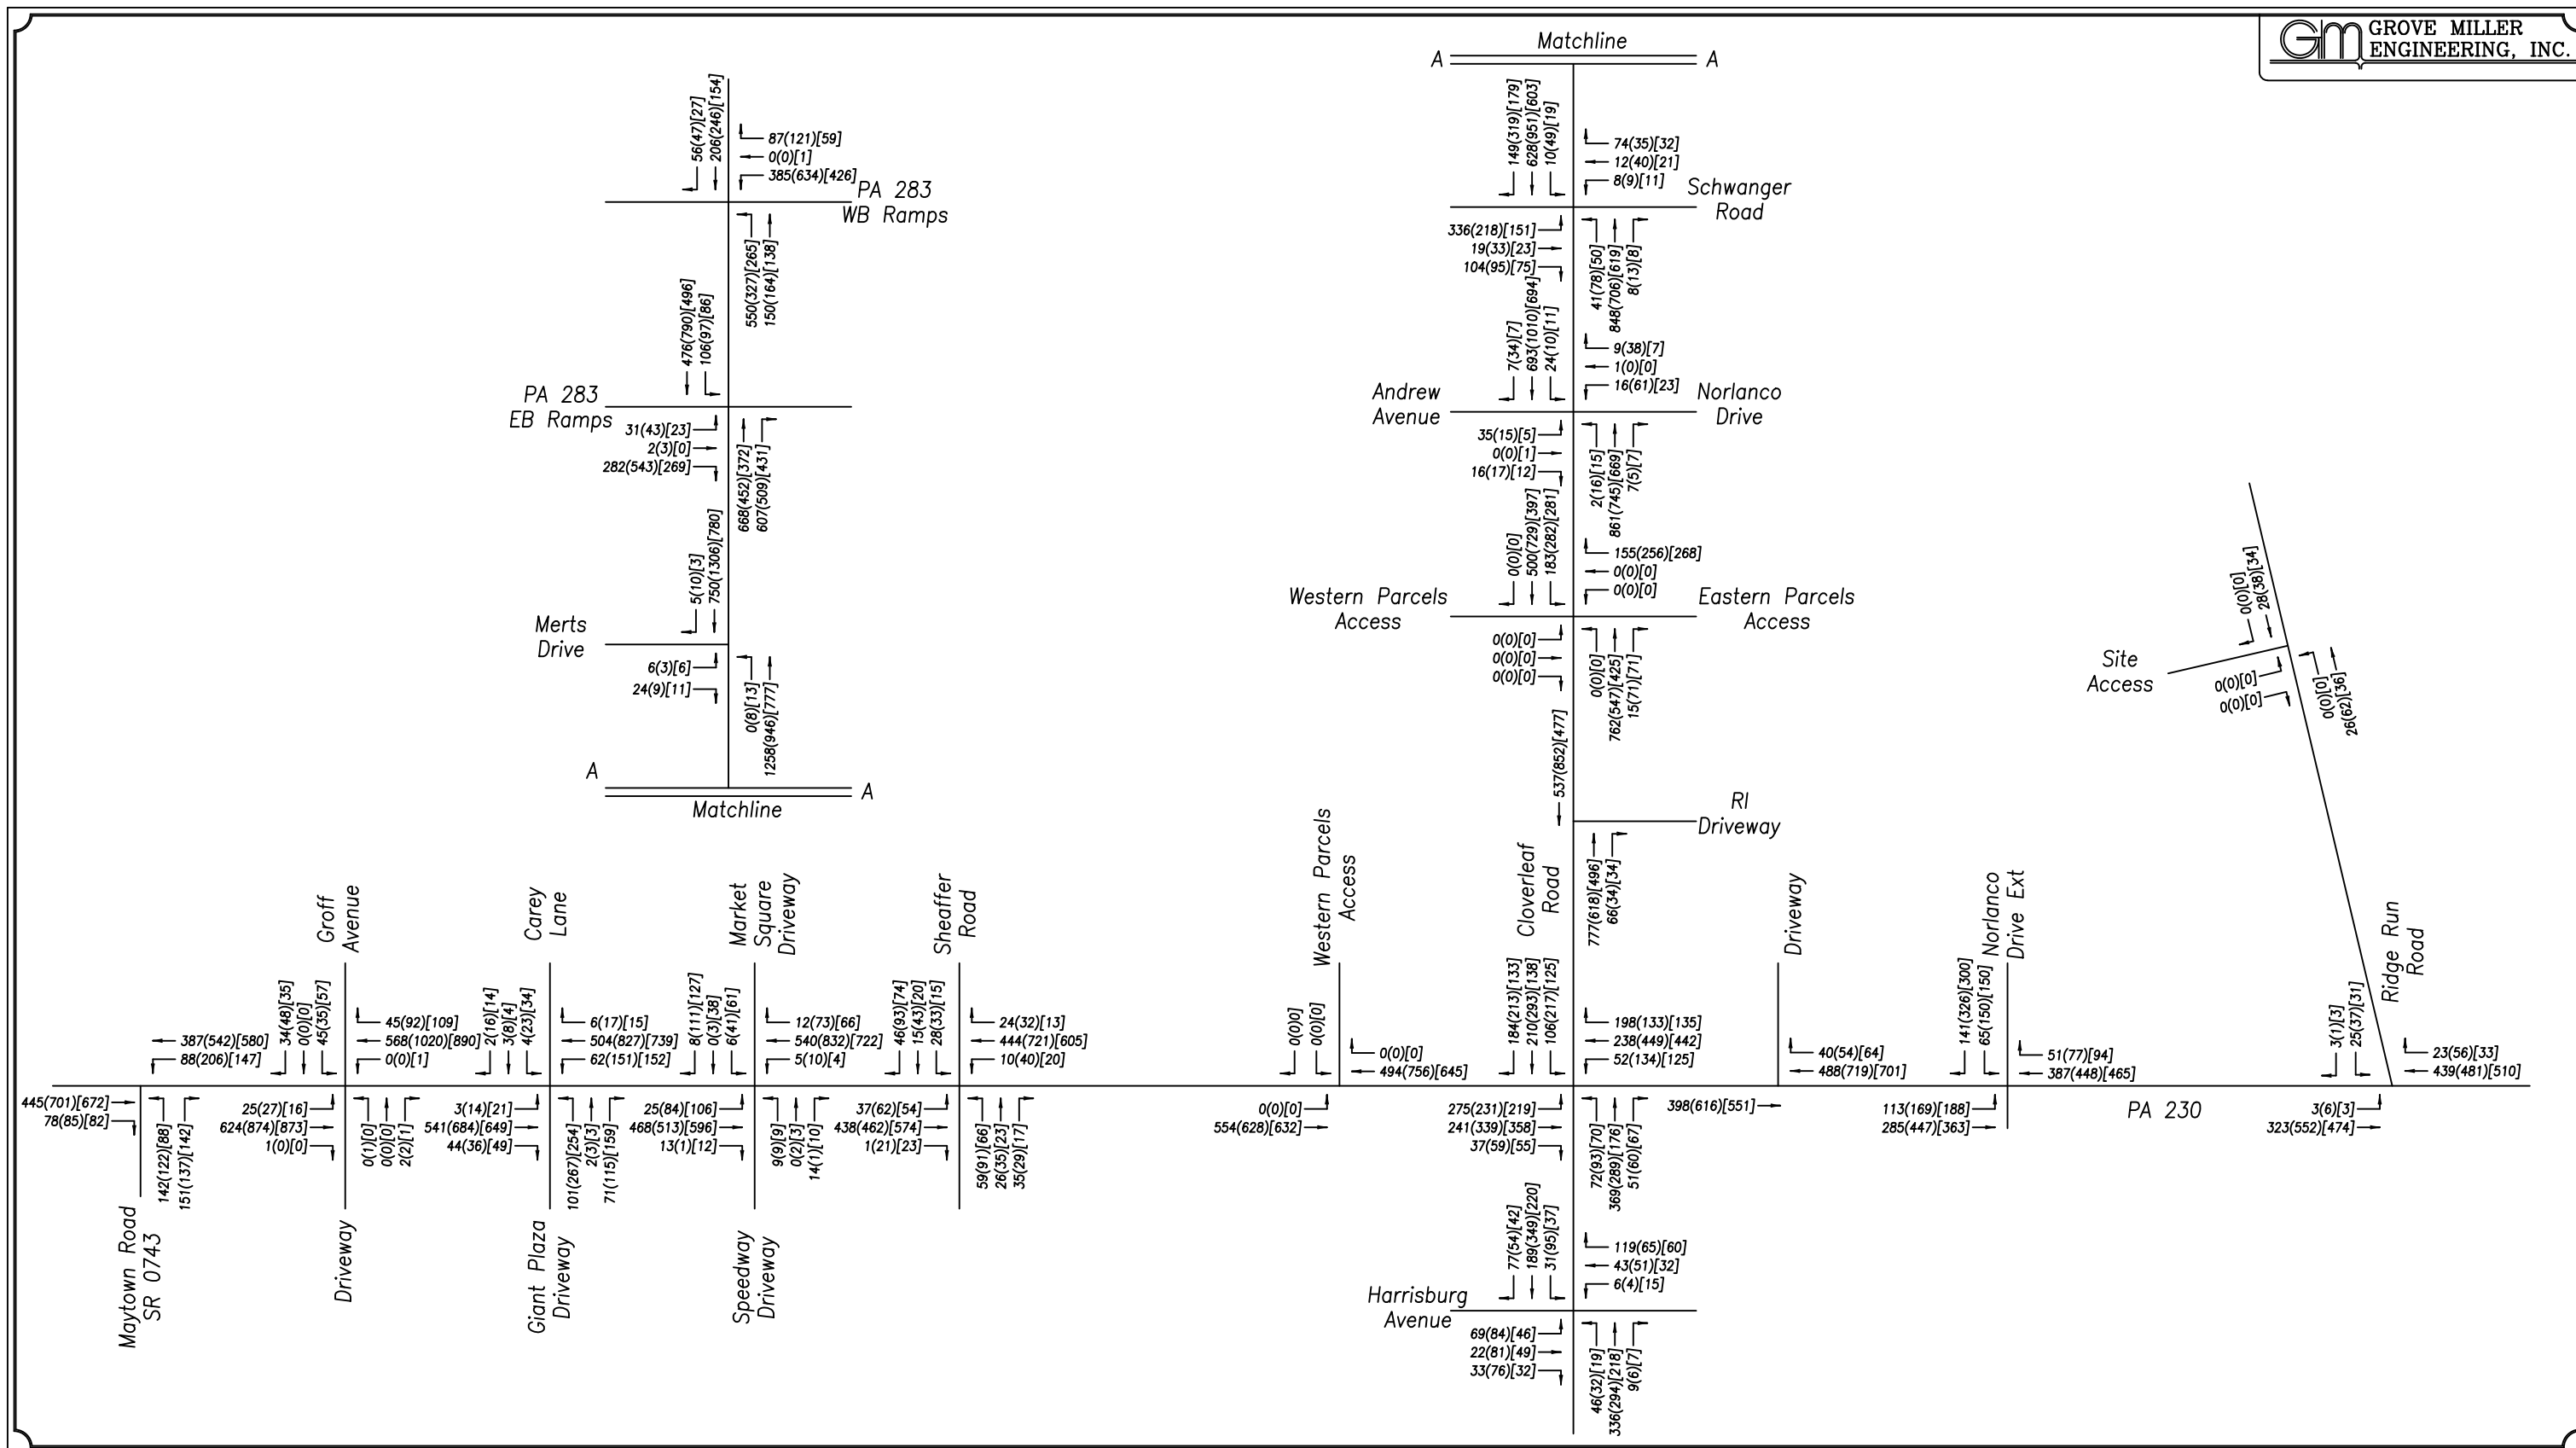 GROVE MILLER
ENGINEERING, INC.
Matchline
A
A
56(47)[27]
206(246)[154]
87(121)[59]
0(0)[1]
385(634)[426]
PA 283
WB Ramps
550(327)[265]
150(164)[138]
476(790)[496]
106(97)[86]
PA 283
EB Ramps
31(43)[23]
2(3)[0]
282(543)[269]
668(452)[372]
607(509)[431]
5(10)[3]
750(1306)[780]
Merts
Drive
6(3)[6]
24(9)[11]
0(8)[13]
1258(946)[777]
A
A
Matchline
149(319)[179]
628(951)[603]
10(49)[19]
74(35)[32]
12(40)[21]
8(9)[11]
Schwanger
Road
336(218)[151]
19(33)[23]
104(95)[75]
41(78)[50]
848(706)[619]
8(13)[8]
7(34)[7]
693(1010)[694]
24(10)[11]
9(38)[7]
1(0)[0]
16(61)[23]
Andrew
Avenue
Norlanco
Drive
35(15)[5]
0(0)[1]
16(17)[12]
2(16)[15]
861(745)[669]
7(5)[7]
0(0)[0]
500(729)[397]
183(282)[281]
155(256)[268]
0(0)[0]
0(0)[0]
Western Parcels
Access
Eastern Parcels
Access
0(0)[0]
0(0)[0]
0(0)[0]
0(0)[0]
762(547)[425]
15(71)[71]
537(852)[477]
RI
Driveway
777(618)[496]
66(34)[34]
0(0)[0]
28(38)[34]
Site
Access
0(0)[0]
0(0)[0]
0(0)[0]
26(62)[36]
387(542)[580]
88(206)[147]
445(701)[672]
78(85)[82]
142(122)[88]
151(137)[142]
Maytown Road
SR 0743
Groff
Avenue
34(48)[35]
0(0)[0]
45(35)[57]
45(92)[109]
568(1020)[890]
0(0)[1]
25(27)[16]
624(874)[873]
1(0)[0]
0(1)[0]
0(0)[0]
2(2)[1]
Driveway
Carey
Lane
2(16)[14]
3(8)[4]
4(23)[34]
6(17)[15]
504(827)[739]
62(151)[152]
3(14)[21]
541(684)[649]
44(36)[49]
101(267)[254]
2(3)[3]
71(115)[159]
Giant Plaza
Driveway
Market
Square
Driveway
8(111)[127]
0(3)[38]
6(41)[61]
12(73)[66]
540(832)[722]
5(10)[4]
25(84)[106]
468(513)[596]
13(1)[12]
9(9)[9]
0(2)[3]
14(1)[10]
Speedway
Driveway
Sheaffer
Road
46(93)[74]
15(43)[20]
28(33)[15]
24(32)[13]
444(721)[605]
10(40)[20]
37(62)[54]
438(462)[574]
1(21)[23]
59(91)[66]
26(35)[23]
35(29)[17]
Western Parcels
Access
0(0)[0]
0(0)[0]
0(0)[0]
494(756)[645]
0(0)[0]
554(628)[632]
Cloverleaf
Road
184(213)[133]
210(293)[138]
106(217)[125]
198(133)[135]
238(449)[442]
52(134)[125]
275(231)[219]
241(339)[358]
37(59)[55]
72(93)[70]
369(289)[176]
51(60)[67]
Driveway
40(54)[64]
488(719)[701]
398(616)[551]
Norlanco
Drive Ext
141(326)[300]
65(150)[150]
51(77)[94]
387(448)[465]
113(169)[188]
285(447)[363]
PA 230
Ridge Run
Road
3(1)[3]
25(37)[31]
23(56)[33]
439(481)[510]
3(6)[3]
323(552)[474]
77(54)[42]
189(349)[220]
31(95)[37]
119(65)[60]
43(51)[32]
6(4)[15]
Harrisburg
Avenue
69(84)[46]
22(81)[49]
33(76)[32]
46(32)[19]
336(294)[218]
9(6)[7]